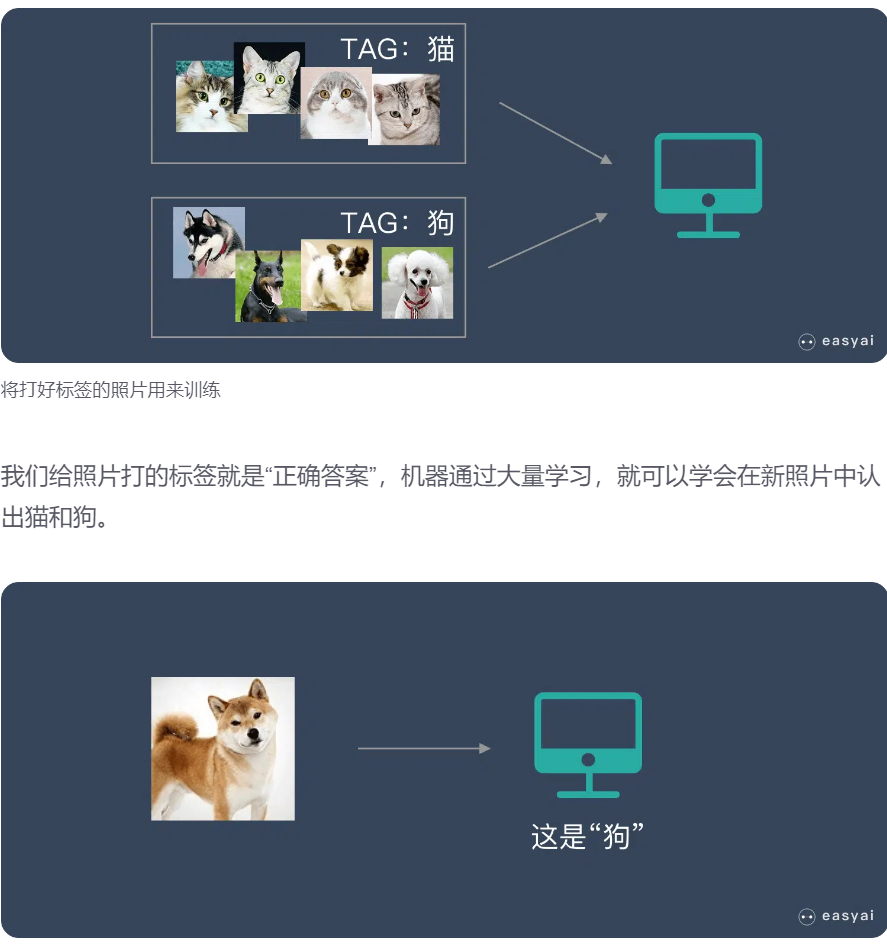 TAG：猫
TAG：狗
easyai
将打好标签的照片用来训练
我们给照片打的标签就是“正确答案”，机器通过大量学习，就可以学会在新照片中认
出猫和狗。
这是“狗”
easyai